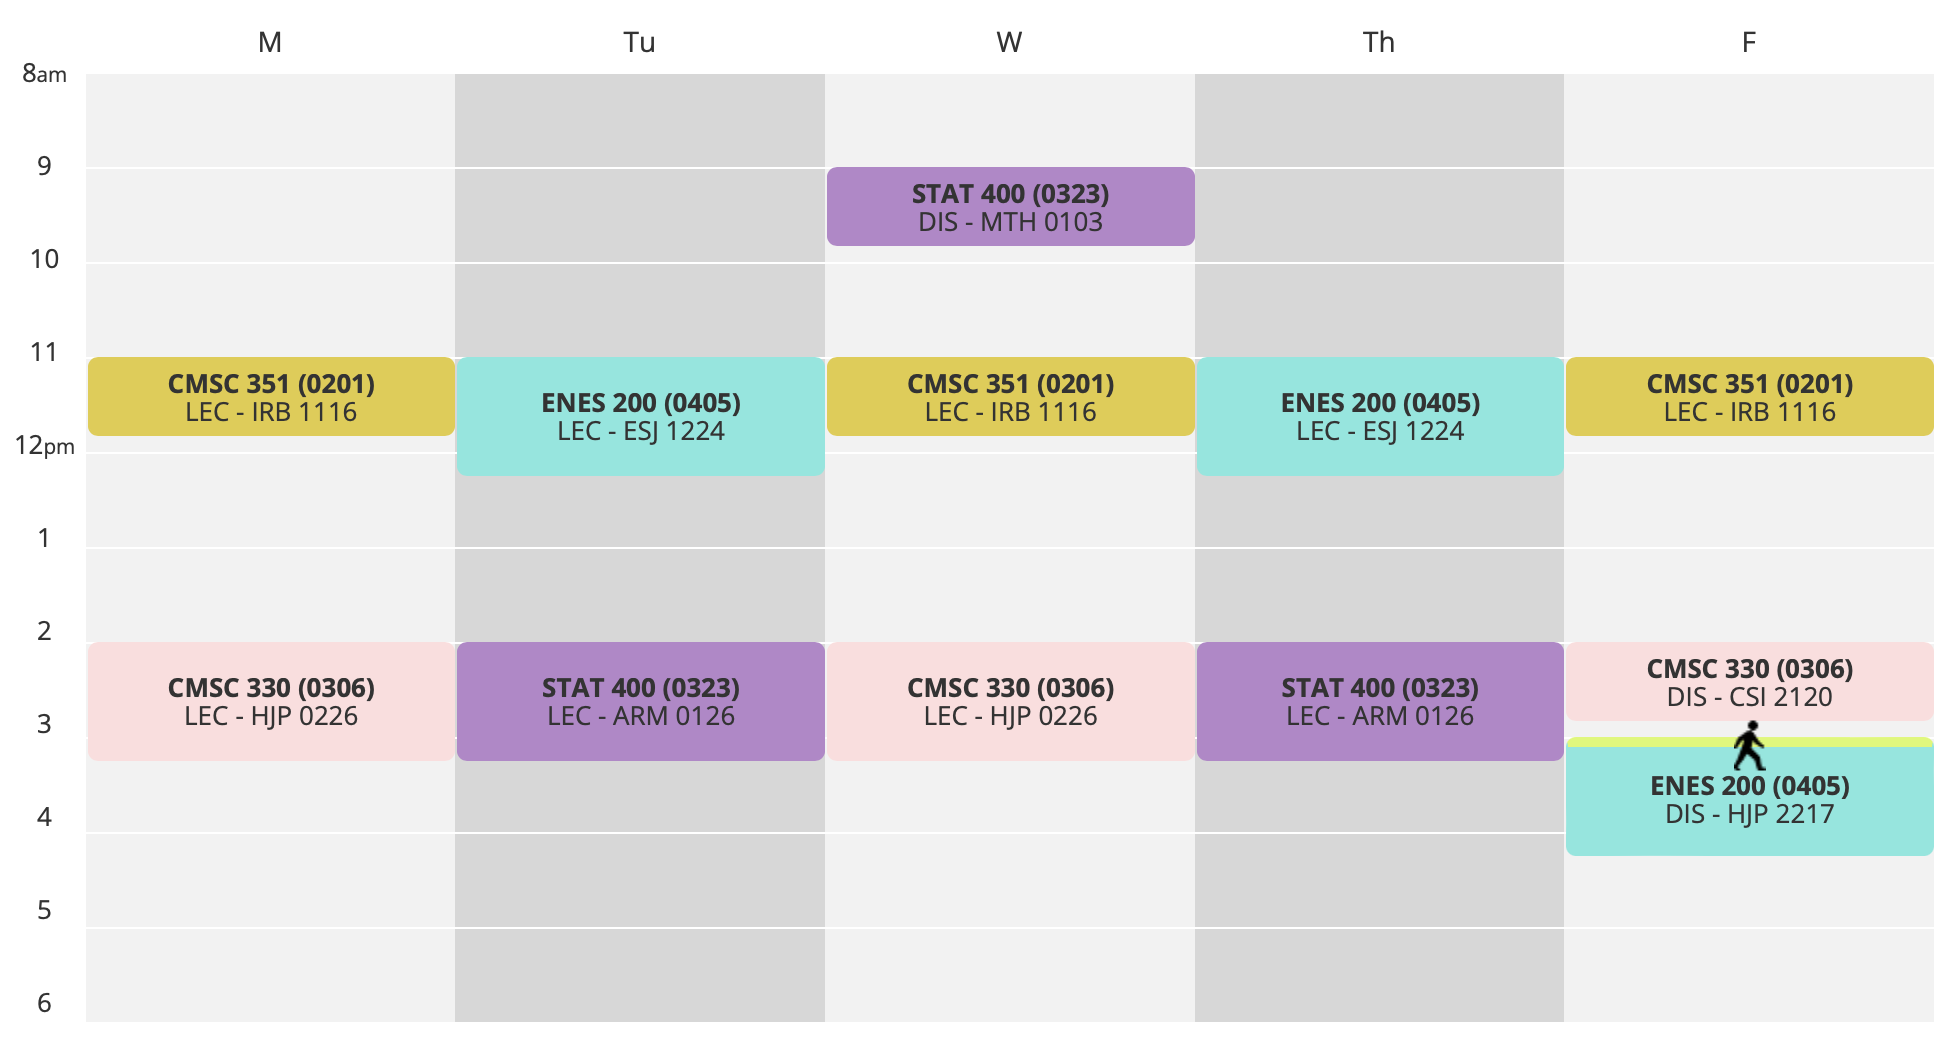 M Tu W Th F
8am
9
STAT 400 (0323)
DIS - MTH 0103
10
11
CMSC 351 (0201)
LEC - IRB 1116
ENES 200 (0405)
LEC - ESJ 1224
CMSC 351 (0201)
LEC - IRB 1116
ENES 200 (0405)
LEC - ESJ 1224
CMSC 351 (0201)
LEC - IRB 1116
12pm
1
2
CMSC 330 (0306)
LEC - HJP 0226
STAT 400 (0323)
LEC - ARM 0126
CMSC 330 (0306)
LEC - HJP 0226
STAT 400 (0323)
LEC - ARM 0126
CMSC 330 (0306)
DIS - CSI 2120
3
ENES 200 (0405)
DIS - HJP 2217
4
5
6